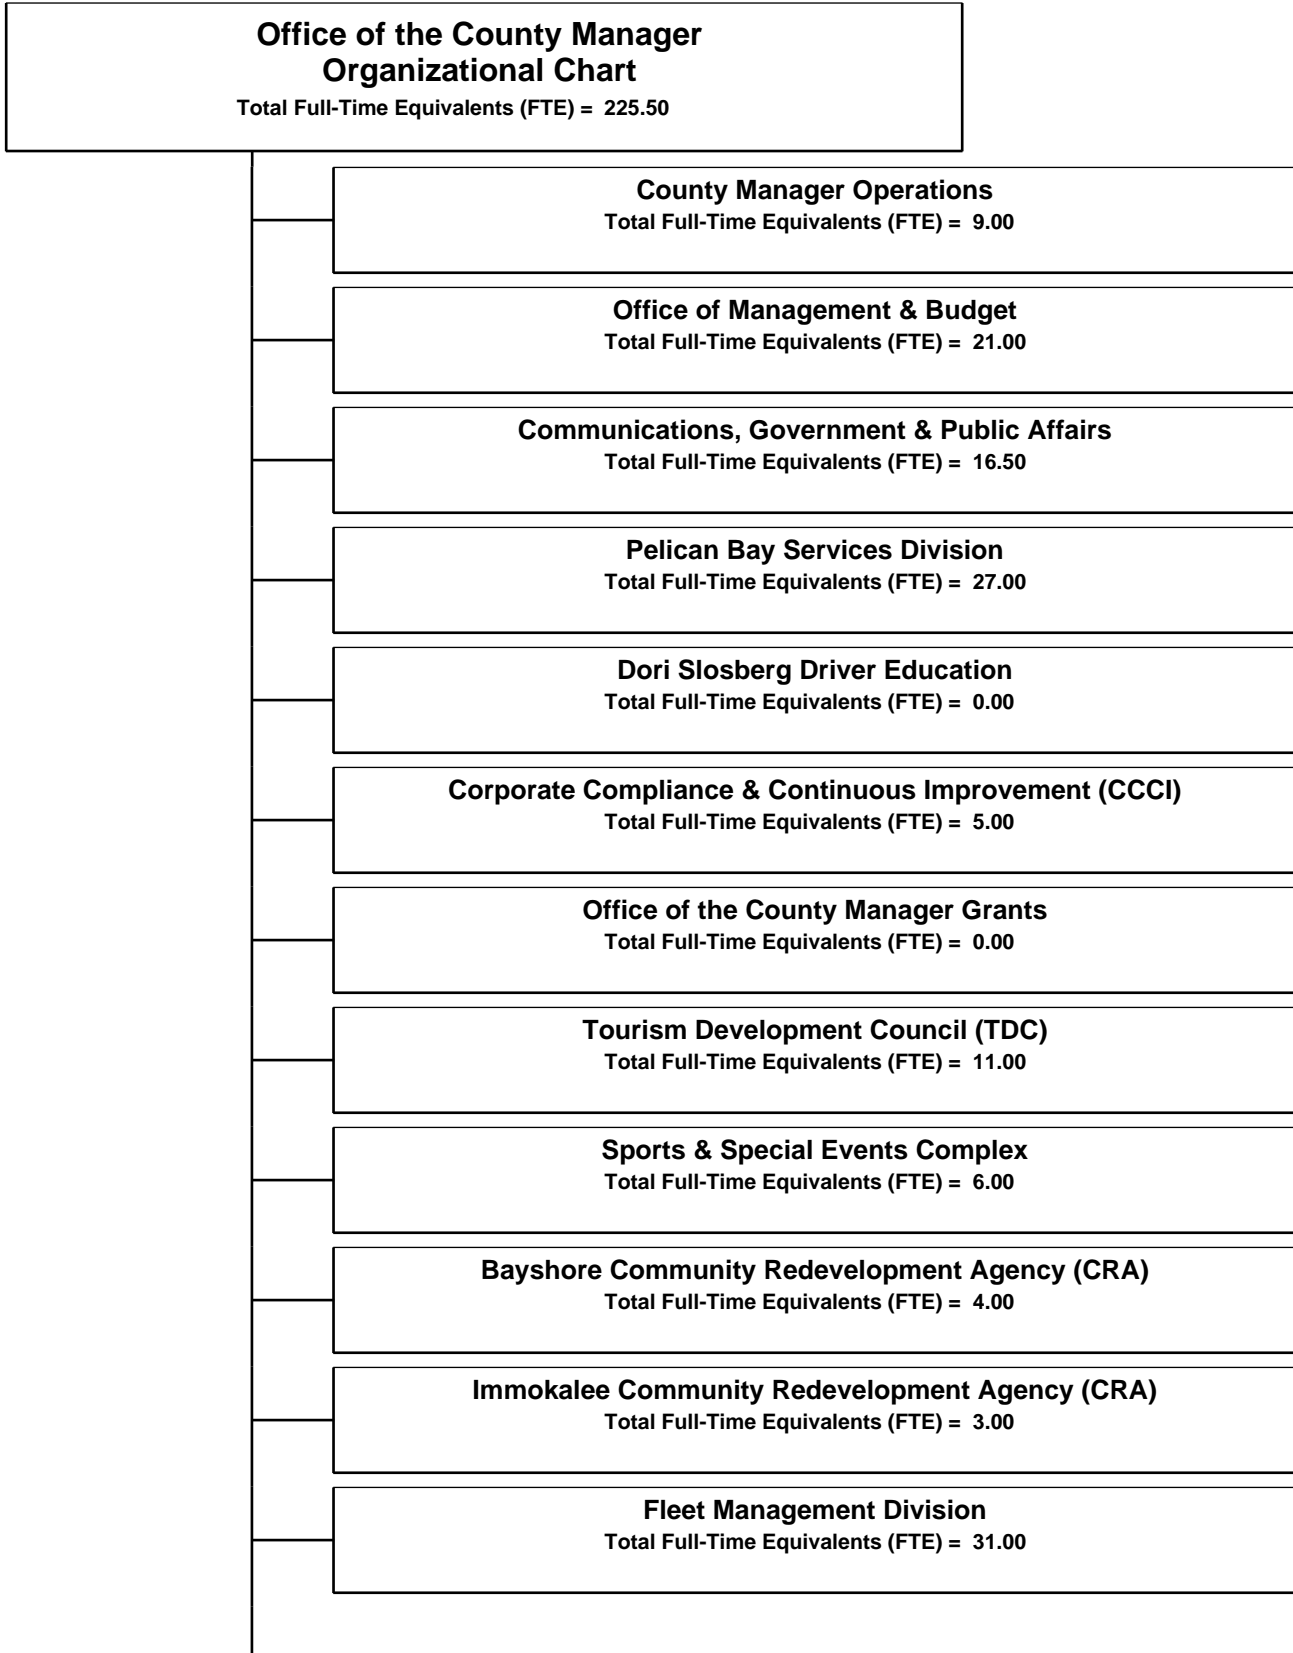 Office of the County Manager
Organizational Chart
Total Full-Time Equivalents (FTE) = 225.50
County Manager Operations
Total Full-Time Equivalents (FTE) = 9.00
Office of Management & Budget
Total Full-Time Equivalents (FTE) = 21.00
Communications, Government & Public Affairs
Total Full-Time Equivalents (FTE) = 16.50
Pelican Bay Services Division
Total Full-Time Equivalents (FTE) = 27.00
Dori Slosberg Driver Education
Total Full-Time Equivalents (FTE) = 0.00
Corporate Compliance & Continuous Improvement (CCCI)
Total Full-Time Equivalents (FTE) = 5.00
Office of the County Manager Grants
Total Full-Time Equivalents (FTE) = 0.00
Tourism Development Council (TDC)
Total Full-Time Equivalents (FTE) = 11.00
Sports & Special Events Complex
Total Full-Time Equivalents (FTE) = 6.00
Bayshore Community Redevelopment Agency (CRA)
Total Full-Time Equivalents (FTE) = 4.00
Immokalee Community Redevelopment Agency (CRA)
Total Full-Time Equivalents (FTE) = 3.00
Fleet Management Division
Total Full-Time Equivalents (FTE) = 31.00